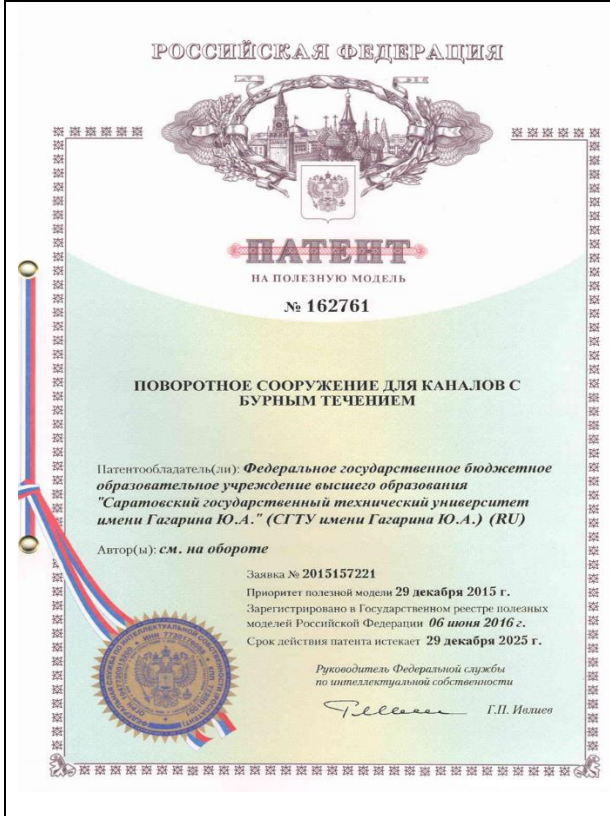 РОССИЙСКАЯ ФЕДЕРАЦИЯ
ПАТЕНТ
НА ПОЛЕЗНУЮ МОДЕЛЬ
№ 162761
ПОВОРОТНОЕ СООРУЖЕНИЕ ДЛЯ КАНАЛОВ С
БУРНЫМ ТЕЧЕНИЕМ
Патентообладатель(ли): Федеральное государственное бюджетное
образовательное учреждение высшего образования
"Саратовский государственный технический университет
имени Гагарина Ю.А." (СГТУ имени Гагарина Ю.А.) (RU)
Автор(ы): см. на обороте
Заявка № 2015157221
Приоритет полезной модели 29 декабря 2015 г.
Зарегистрировано в Государственном реестре полезных
моделей Российской Федерации 06 июня 2016 г.
Срок действия патента истекает 29 декабря 2025 г.
Руководитель Федеральной службы
по интеллектуальной собственности
Г.П. Ивлиев